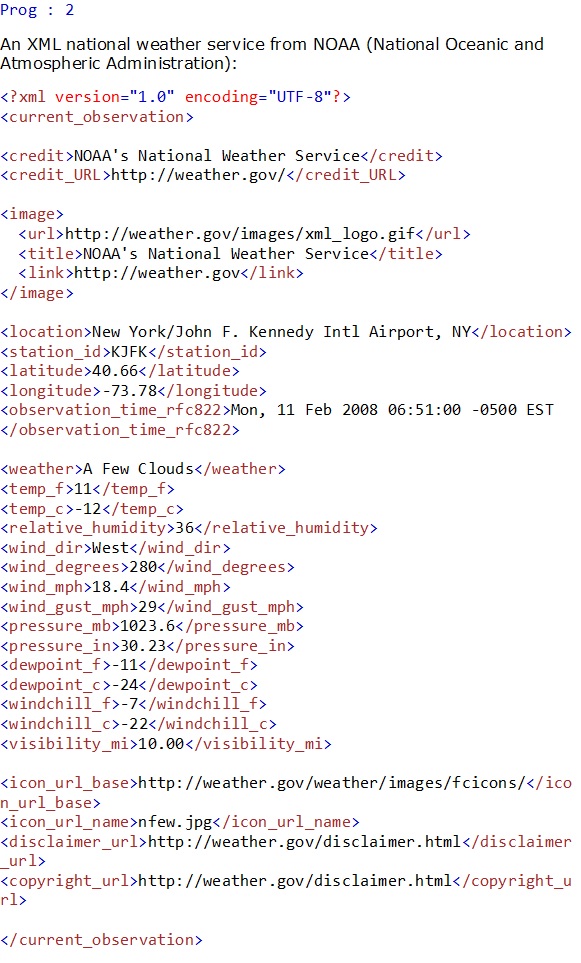 Prog : 2
An XML national weather service from NOAA (National Oceanic and
Atmospheric Administration):
<?xml version="1.0" encoding="UTF-8"?>
<current_observation>
<credit>NOAA's National Weather Service</credit>
<credit_URL>http://weather.gov/</credit_URL>
<image>
  <url>http://weather.gov/images/xml_logo.gif</url>
  <title>NOAA's National Weather Service</title>
  <link>http://weather.gov</link>
</image>
<location>New York/John F. Kennedy Intl Airport, NY</location>
<station_id>KJFK</station_id>
<latitude>40.66</latitude>
<longitude>-73.78</longitude>
<observation_time_rfc822>Mon, 11 Feb 2008 06:51:00 -0500 EST
</observation_time_rfc822>
<weather>A Few Clouds</weather>
<temp_f>11</temp_f>
<temp_c>-12</temp_c>
<relative_humidity>36</relative_humidity>
<wind_dir>West</wind_dir>
<wind_degrees>280</wind_degrees>
<wind_mph>18.4</wind_mph>
<wind_gust_mph>29</wind_gust_mph>
<pressure_mb>1023.6</pressure_mb>
<pressure_in>30.23</pressure_in>
<dewpoint_f>-11</dewpoint_f>
<dewpoint_c>-24</dewpoint_c>
<windchill_f>-7</windchill_f>
<windchill_c>-22</windchill_c>
<visibility_mi>10.00</visibility_mi>
<icon_url_base>http://weather.gov/weather/images/fcicons/</ico
n_url_base>
<icon_url_name>nfew.jpg</icon_url_name>
<disclaimer_url>http://weather.gov/disclaimer.html</disclaimer
_url>
<copyright_url>http://weather.gov/disclaimer.html</copyright_u
rl>
</current_observation>